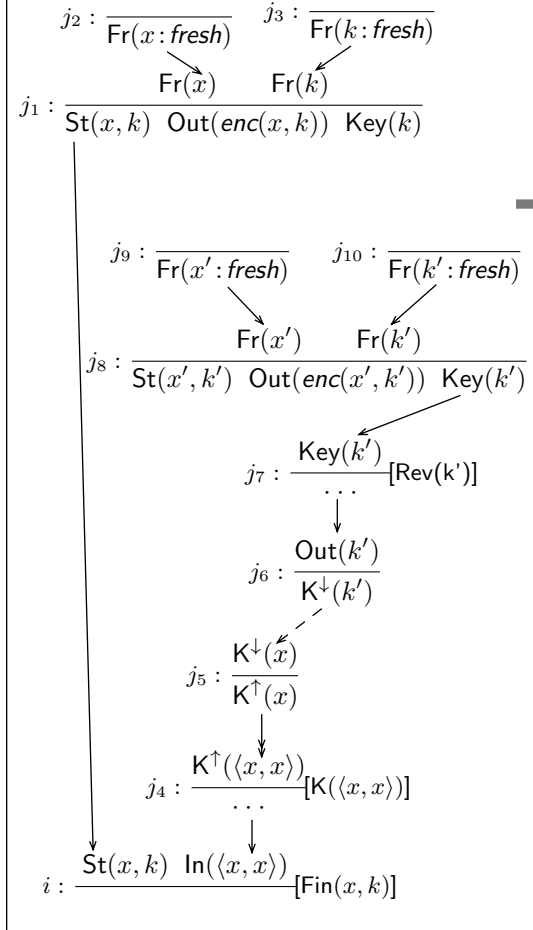 j₂ : j₃ :
Fr(x : fresh) Fr(k : fresh)
Fr(x) Fr(k)
j₁ :
St(x, k) Out(enc(x, k)) Key(k)
j₉ : j₁₀ :
Fr(x′ : fresh) Fr(k′ : fresh)
Fr(x′) Fr(k′)
j₈ :
St(x′, k′) Out(enc(x′, k′)) Key(k′)
Key(k′)
j₇ : [Rev(k’)]
...
Out(k′)
j₆ :
K↓(k′)
K↓(x)
j₅ :
K↑(x)
K↑(⟨x, x⟩)
j₄ : [K(⟨x, x⟩)]
...
St(x, k) In(⟨x, x⟩)
i : [Fin(x, k)]